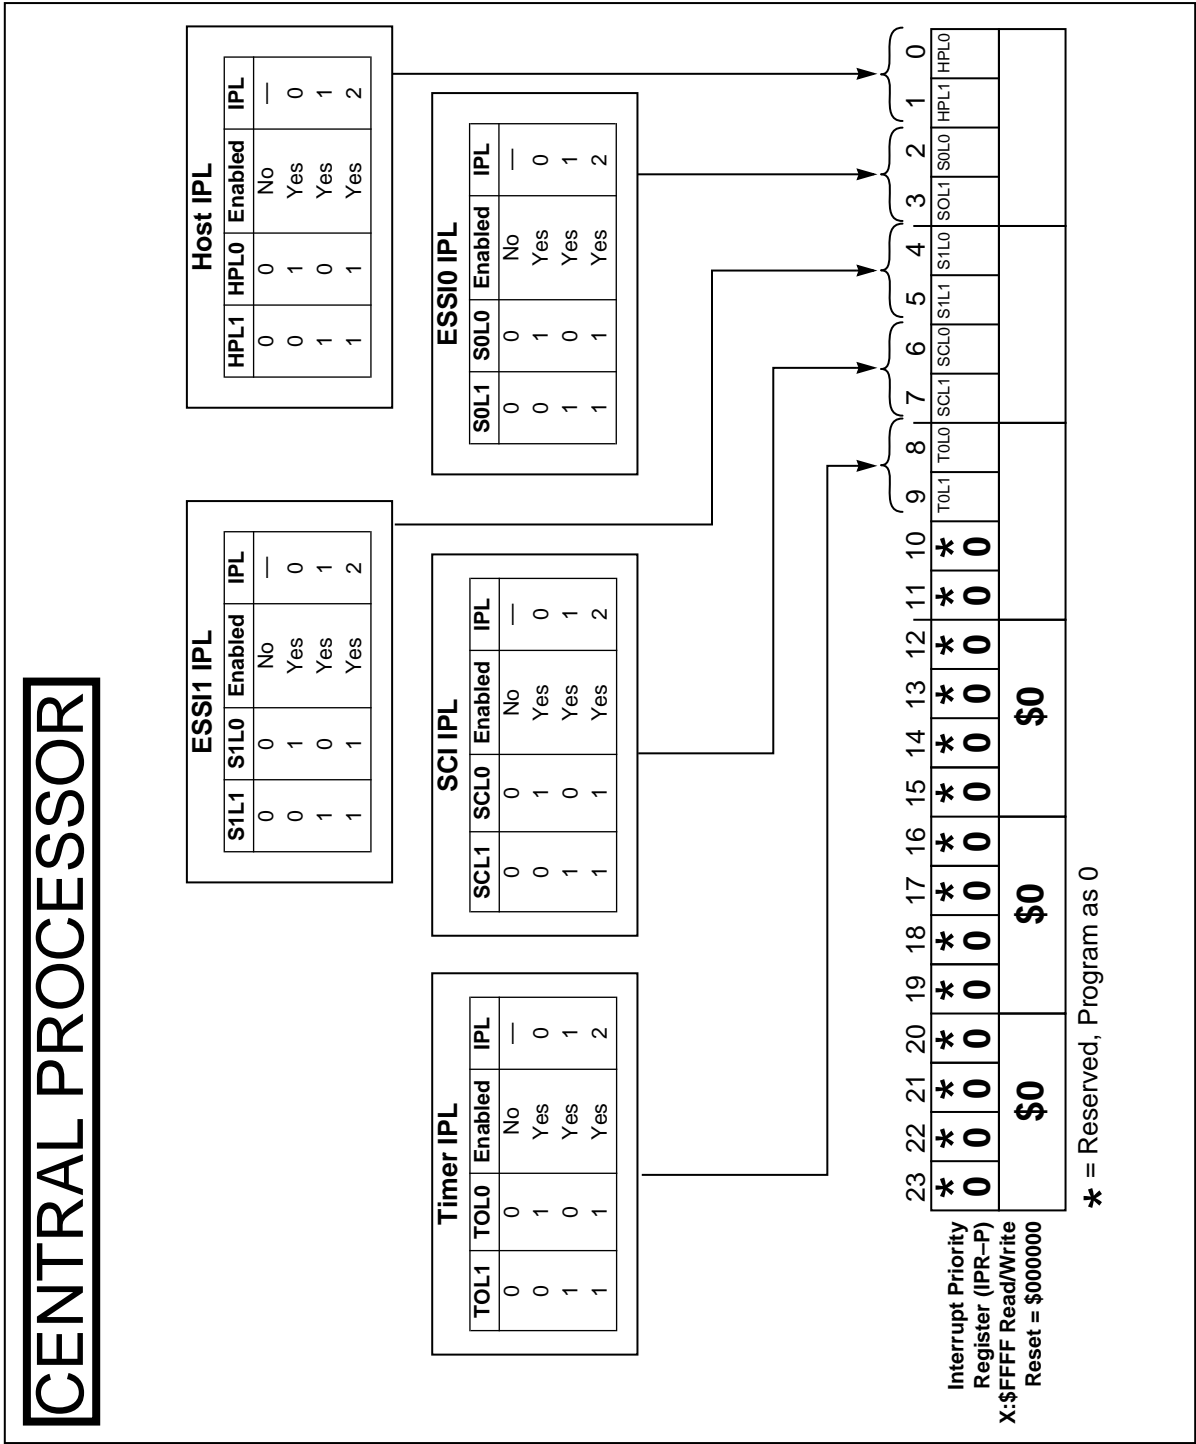 CENTRAL PROCESSOR
Host IPL
HPL1 HPL0 Enabled IPL
0 0 No —
0 1 Yes 0
1 0 Yes 1
1 1 Yes 2
ESSI1 IPL
S1L1 S1L0 Enabled IPL
0 0 No —
0 1 Yes 0
1 0 Yes 1
1 1 Yes 2
ESSI0 IPL
S0L1 S0L0 Enabled IPL
0 0 No —
0 1 Yes 0
1 0 Yes 1
1 1 Yes 2
SCI IPL
SCL1 SCL0 Enabled IPL
0 0 No —
0 1 Yes 0
1 0 Yes 1
1 1 Yes 2
Timer IPL
TOL1 TOL0 Enabled IPL
0 0 No —
0 1 Yes 0
1 0 Yes 1
1 1 Yes 2
23 22 21 20 19 18 17 16 15 14 13 12 11 10 9 8 7 6 5 4 3 2 1 0
* * * * * * * * * * * * * * T0L1 T0L0 SCL1 SCL0 S1L1 S1L0 SOL1 S0L0 HPL1 HPL0
0 0 0 0 0 0 0 0 0 0 0 0 0 0
$0 $0 $0
Interrupt Priority
Register (IPR–P)
X:$FFFF Read/Write
Reset = $000000
* = Reserved, Program as 0